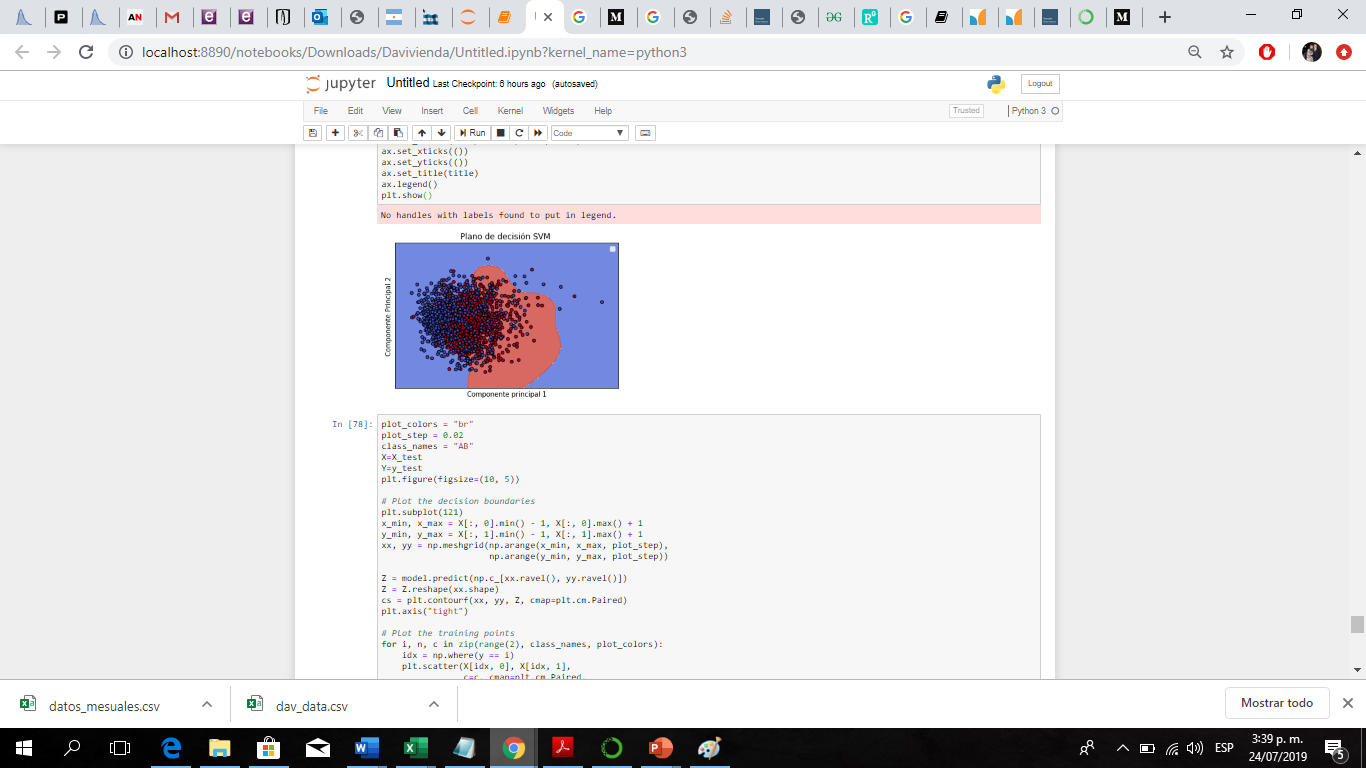 AN
M
localhost:8890/notebooks/Downloads/Davivienda/Untitled.ipynb?kernel_name=python3
jupyter Untitled Last Checkpoint: 6 hours ago (autosaved)
Logout
File Edit View Insert Cell Kernel Widgets Help
Trusted
Python 3
Run
Code
ax.set_xticks(())
ax.set_yticks(())
ax.set_title(title)
ax.legend()
plt.show()
No handles with labels found to put in legend.
Plano de decisión SVM
Componente Principal 2
Componente principal 1
In [78]:
plot_colors = "br"
plot_step = 0.02
class_names = "AB"
X=X_test
Y=y_test
plt.figure(figsize=(10, 5))
# Plot the decision boundaries
plt.subplot(121)
x_min, x_max = X[:, 0].min() - 1, X[:, 0].max() + 1
y_min, y_max = X[:, 1].min() - 1, X[:, 1].max() + 1
xx, yy = np.meshgrid(np.arange(x_min, x_max, plot_step),
np.arange(y_min, y_max, plot_step))
Z = model.predict(np.c_[xx.ravel(), yy.ravel()])
Z = Z.reshape(xx.shape)
cs = plt.contourf(xx, yy, Z, cmap=plt.cm.Paired)
plt.axis("tight")
# Plot the training points
for i, n, c in zip(range(2), class_names, plot_colors):
idx = np.where(y == i)
plt.scatter(X[idx, 0], X[idx, 1],
c=c, cmap=plt.cm.Paired,
datos_mesuales.csv
dav_data.csv
Mostrar todo
ESP
3:39 p. m.
24/07/2019
5